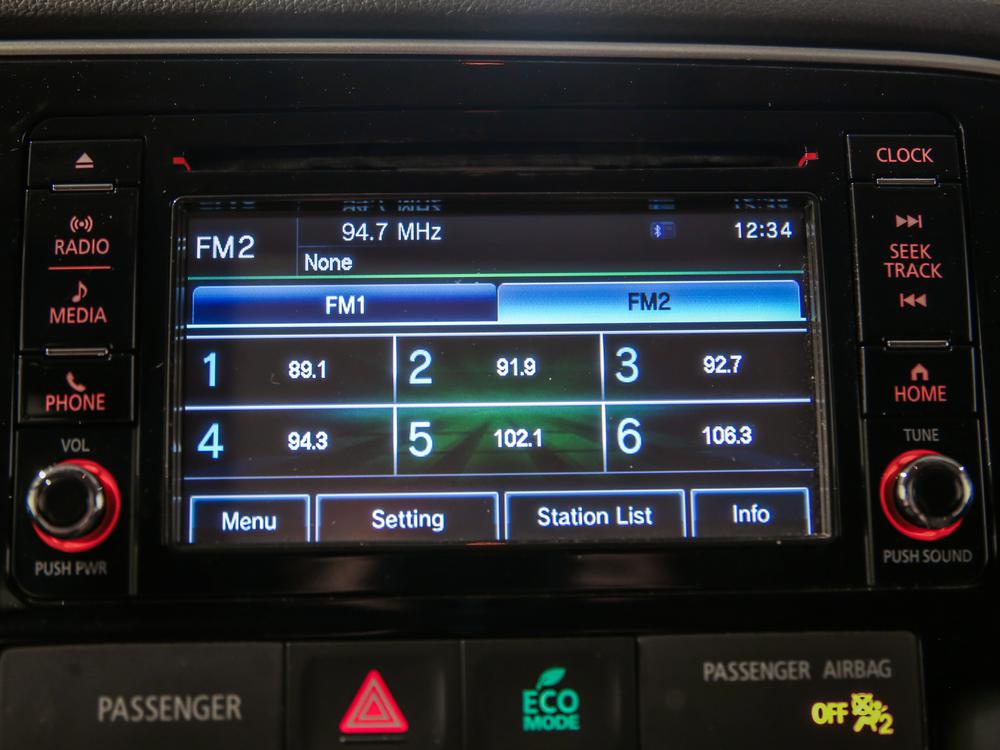 CLOCK
RADIO
MEDIA
PHONE
VOL
PUSH PWR
94.7 MHz
12:34
FM2
None
FM1
FM2
1 89.1
2 91.9
3 92.7
4 94.3
5 102.1
6 106.3
Menu
Setting
Station List
Info
SEEK
TRACK
HOME
TUNE
PUSH SOUND
PASSENGER
ECO
MODE
PASSENGER AIRBAG
OFF 2